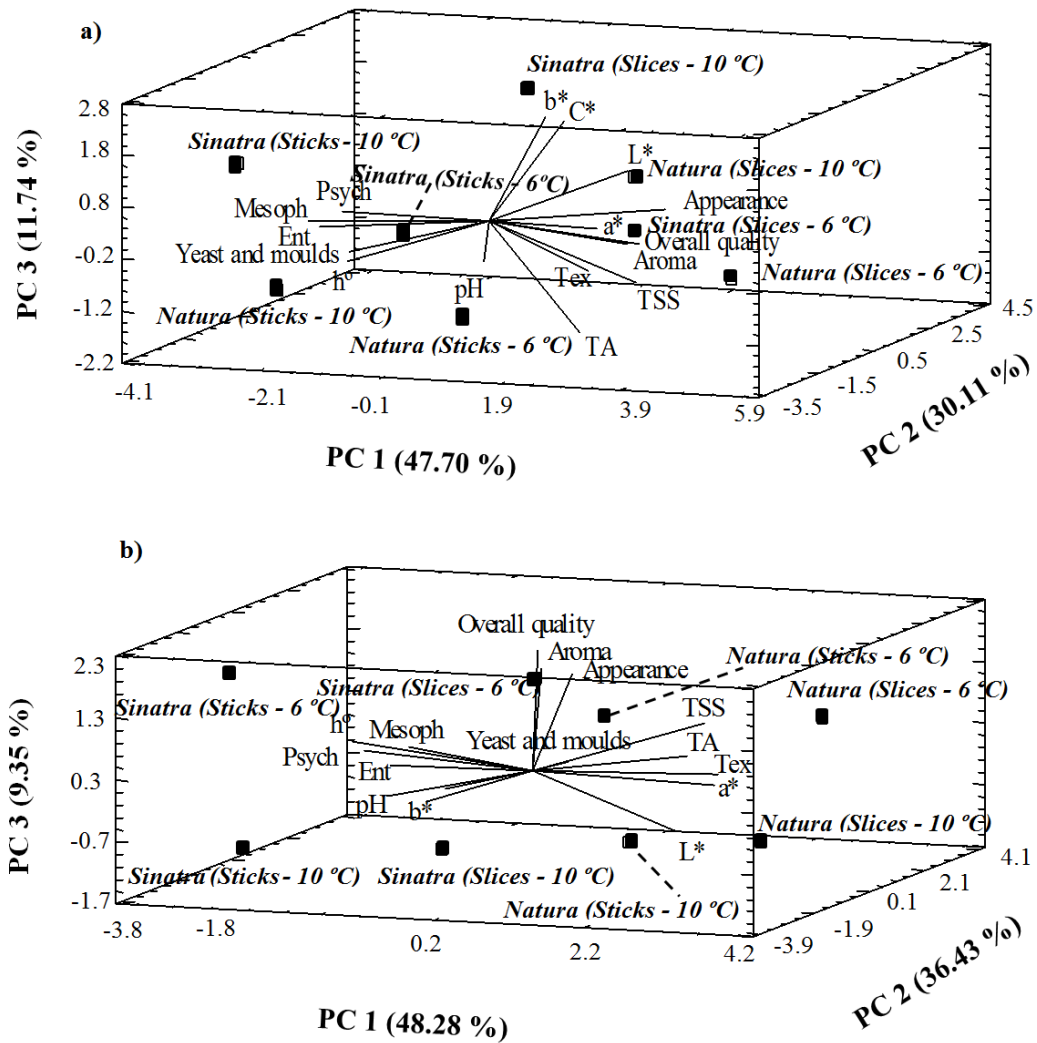 a)
Sinatra (Slices - 10 ºC)
b*
C*
2.8
Sinatra (Sticks - 10 ºC)
L*
1.8
Sinatra (Sticks - 6ºC)
Natura (Slices - 10 ºC)
Psych
0.8
Mesoph
Appearance
Ent
a*
Sinatra (Slices - 6 ºC)
-0.2
Yeast and moulds
Overall quality
Aroma
hº
pH
Tex
TSS
Natura (Slices - 6 ºC)
-1.2
Natura (Sticks - 10 ºC)
Natura (Sticks - 6 ºC)
TA
-2.2
PC 3 (11.74 %)
-4.1
-2.1
-0.1
1.9
3.9
5.9
-3.5
-1.5
0.5
2.5
4.5
PC 1 (47.70 %)
PC 2 (30.11 %)
b)
Overall quality
Aroma
Appearance
Natura (Sticks - 6 ºC)
2.3
Sinatra (Slices - 6 ºC)
Natura (Slices - 6 ºC)
Sinatra (Sticks - 6 ºC)
1.3
hº
Mesoph
Yeast and moulds
TSS
Psych
TA
Ent
Tex
0.3
pH
b*
a*
-0.7
L*
Natura (Slices - 10 ºC)
Sinatra (Sticks - 10 ºC)
Sinatra (Slices - 10 ºC)
Natura (Sticks - 10 ºC)
-1.7
PC 3 (9.35 %)
-3.8
-1.8
0.2
2.2
4.2
-3.9
-1.9
0.1
2.1
4.1
PC 1 (48.28 %)
PC 2 (36.43 %)